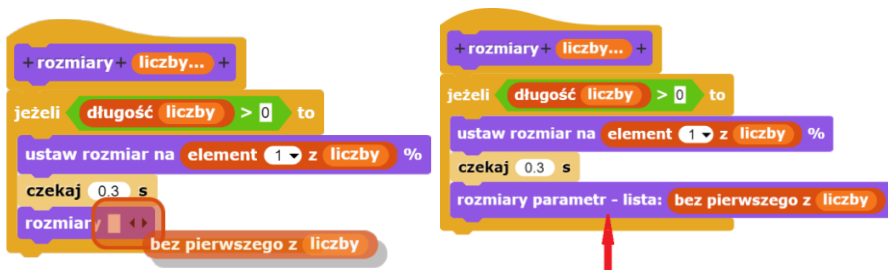 + rozmiary + liczby... +
jeżeli długość liczby > 0 to
ustaw rozmiar na element 1 z liczby %
czekaj 0.3 s
rozmiary
bez pierwszego z liczby
+ rozmiary + liczby... +
jeżeli długość liczby > 0 to
ustaw rozmiar na element 1 z liczby %
czekaj 0.3 s
rozmiary parametr - lista: bez pierwszego z liczby